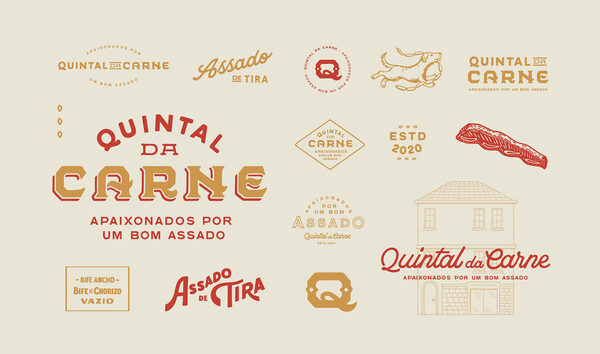 APAIXONADOS POR
QUINTAL DA CARNE
UM BOM ASSADO
Assado
DE TIRA
QUINTAL DA CARNE · APAIXONADOS POR UM BOM ASSADO
Q
QUINTAL DA
CARNE
APAIXONADOS POR UM BOM ASSADO
QUINTAL
DA
CARNE
APAIXONADOS POR
UM BOM ASSADO
APAIXONADOS POR
QUINTAL DA
CARNE
UM BOM ASSADO
ESTD
2020
APAIXONADOS
POR
UM BOM
ASSADO
Quintal da Carne
ESTD 2020
Quintal da Carne
APAIXONADOS POR UM BOM ASSADO
BIFE ANCHO
BIFE DE CHORIZO
VAZIO
ASSADO
DE TIRA
Q